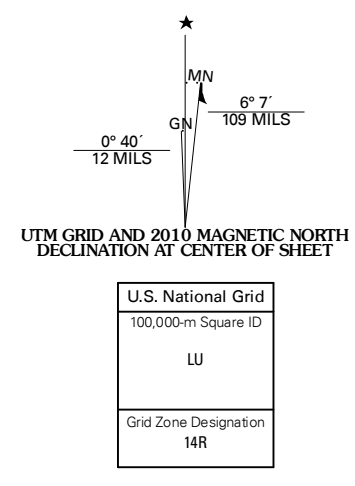 MN
6° 7´
109 MILS
GN
0° 40´
12 MILS
UTM GRID AND 2010 MAGNETIC NORTH
DECLINATION AT CENTER OF SHEET
U.S. National Grid
100,000-m Square ID
LU
Grid Zone Designation
14R